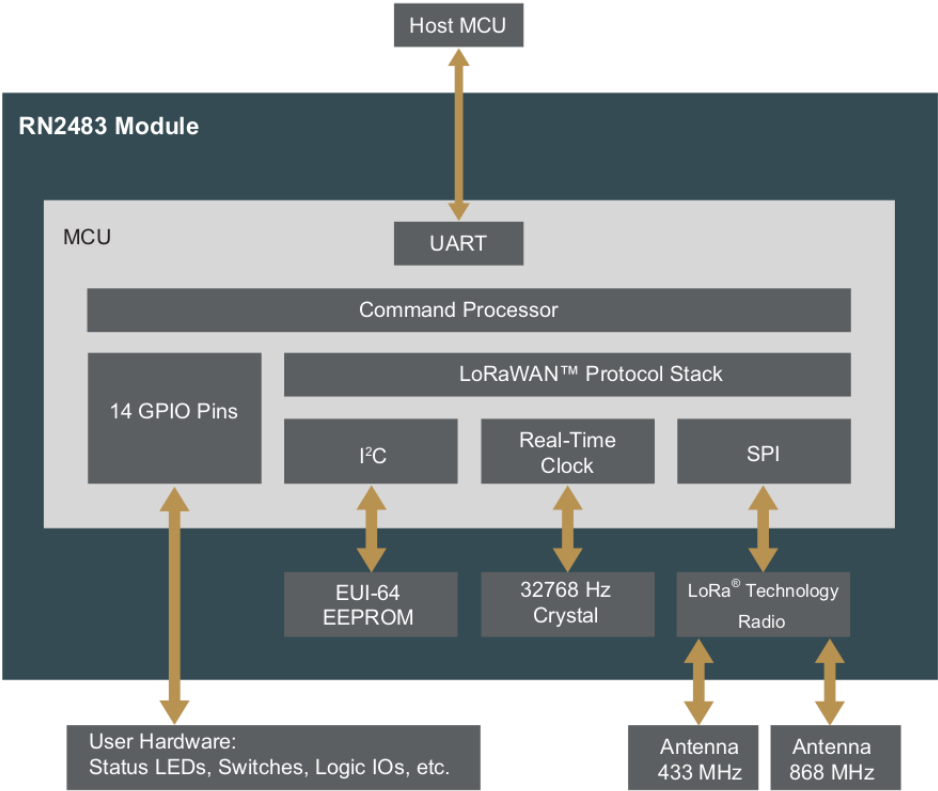 Host MCU
RN2483 Module
MCU
UART
Command Processor
14 GPIO Pins
LoRaWAN™ Protocol Stack
I²C
Real-Time
Clock
SPI
EUI-64
EEPROM
32768 Hz
Crystal
LoRa® Technology
Radio
User Hardware:
Status LEDs, Switches, Logic IOs, etc.
Antenna
433 MHz
Antenna
868 MHz